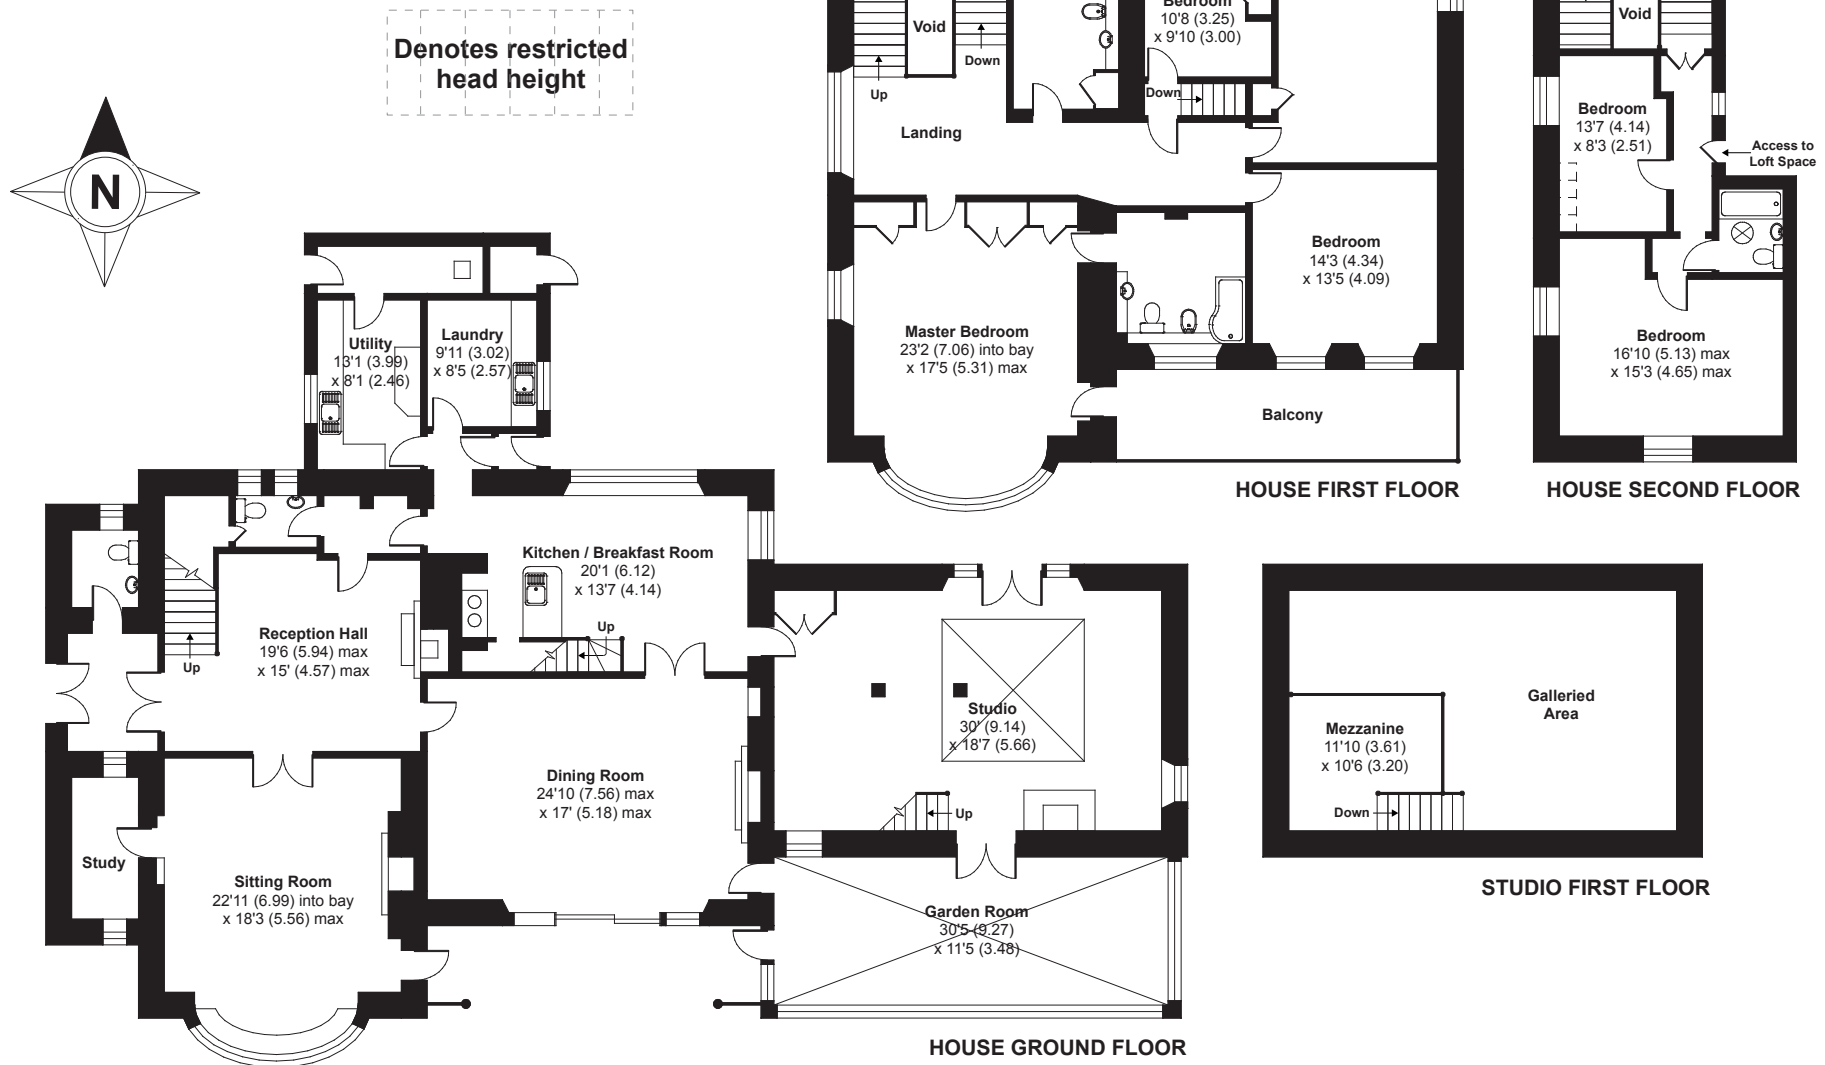 Denotes restricted
head height
N
Void
Down
Up
Landing
Bedroom
10'8 (3.25)
x 9'10 (3.00)
Down
Master Bedroom
23'2 (7.06) into bay
x 17'5 (5.31) max
Bedroom
14'3 (4.34)
x 13'5 (4.09)
Balcony
HOUSE FIRST FLOOR
Void
Bedroom
13'7 (4.14)
x 8'3 (2.51)
Access to
Loft Space
Bedroom
16'10 (5.13) max
x 15'3 (4.65) max
HOUSE SECOND FLOOR
Utility
13'1 (3.99)
x 8'1 (2.46)
Laundry
9'11 (3.02)
x 8'5 (2.57)
Kitchen / Breakfast Room
20'1 (6.12)
x 13'7 (4.14)
Up
Reception Hall
19'6 (5.94) max
x 15' (4.57) max
Up
Studio
30' (9.14)
x 18'7 (5.66)
Up
Dining Room
24'10 (7.56) max
x 17' (5.18) max
Study
Sitting Room
22'11 (6.99) into bay
x 18'3 (5.56) max
Garden Room
30'5 (9.27)
x 11'5 (3.48)
HOUSE GROUND FLOOR
Galleried
Area
Mezzanine
11'10 (3.61)
x 10'6 (3.20)
Down
STUDIO FIRST FLOOR